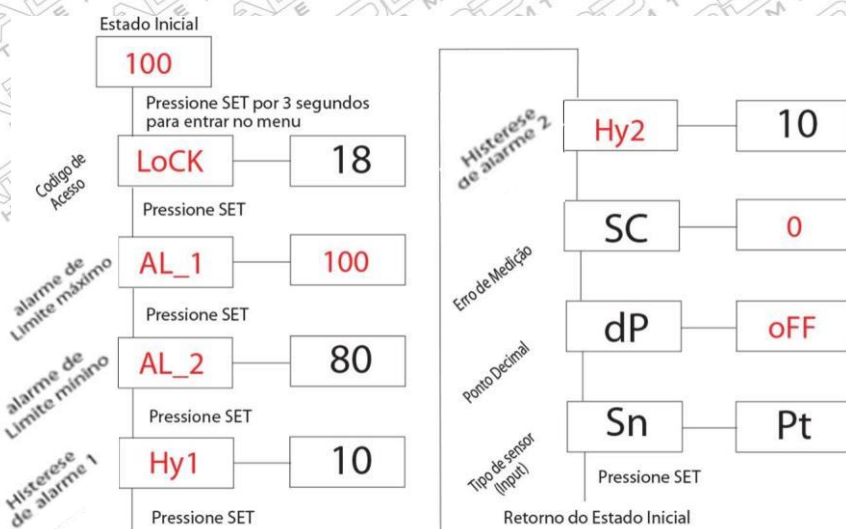 Estado Inicial
100
Pressione SET por 3 segundos
para entrar no menu
Codigo de
Acesso
LoCK
18
Pressione SET
alarme de
Limite máximo
AL_1
100
Pressione SET
alarme de
Limite mínino
AL_2
80
Pressione SET
Histerese
de alarme 1
Hy1
10
Pressione SET
Histerese
de alarme 2
Hy2
10
SC
0
Erro de Medição
dP
oFF
Ponto Decimal
Sn
Pt
Tipo de sensor
(Input)
Pressione SET
Retorno do Estado Inicial